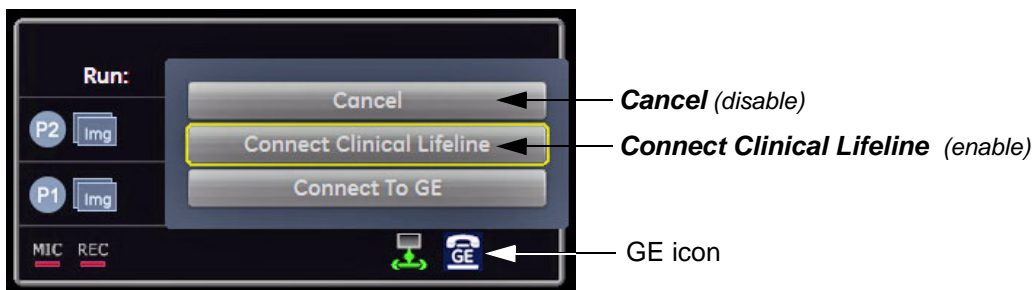 Run:
Cancel
Cancel (disable)
P2 Img
Connect Clinical Lifeline
Connect Clinical Lifeline (enable)
P1 Img
Connect To GE
MIC REC
GE
GE icon